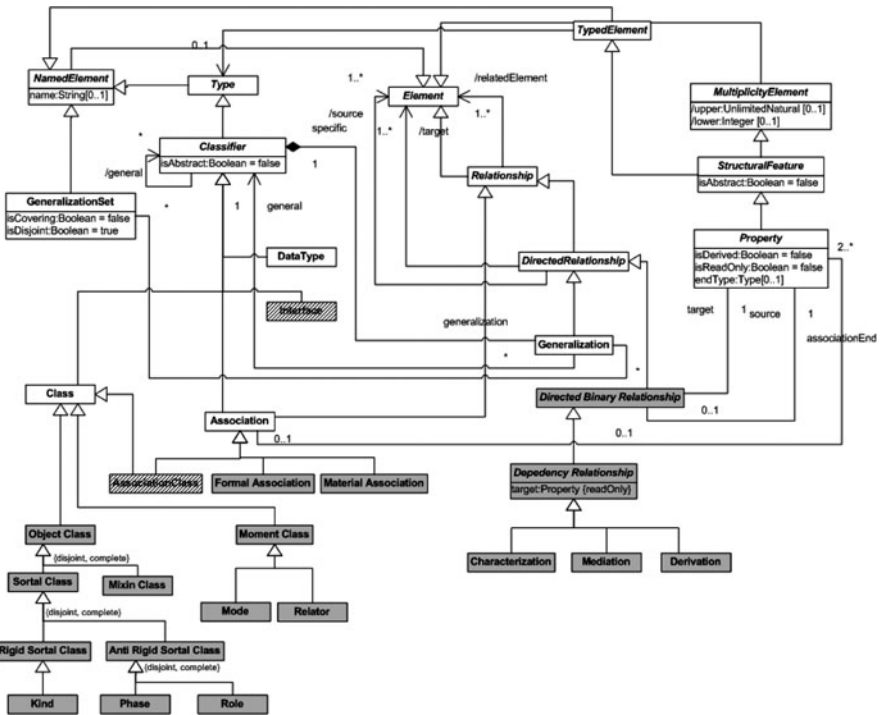 TypedElement
0..1
NamedElement
name:String[0..1]
Type
1..*
Element
/relatedElement
MultiplicityElement
/upper:UnlimitedNatural [0..1]
/lower:Integer [0..1]
/source
specific
1..*
/target
1..*
*
Classifier
isAbstract:Boolean = false
1
/general
Relationship
StructuralFeature
isAbstract:Boolean = false
GeneralizationSet
isCovering:Boolean = false
isDisjoint:Boolean = true
*
1
general
Property
isDerived:Boolean = false
isReadOnly:Boolean = false
endType:Type[0..1]
2..*
DataType
DirectedRelationship
Interface
generalization
target
1
source
1
associationEnd
Generalization
*
*
Class
Directed Binary Relationship
0..1
Association
0..1
0..1
AssociationClass
Formal Association
Material Association
Depedency Relationship
target:Property {readOnly}
Object Class
Moment Class
{disjoint, complete}
Characterization
Mediation
Derivation
Sortal Class
Mixin Class
Mode
Relator
{disjoint, complete}
Rigid Sortal Class
Anti Rigid Sortal Class
{disjoint, complete}
Kind
Phase
Role